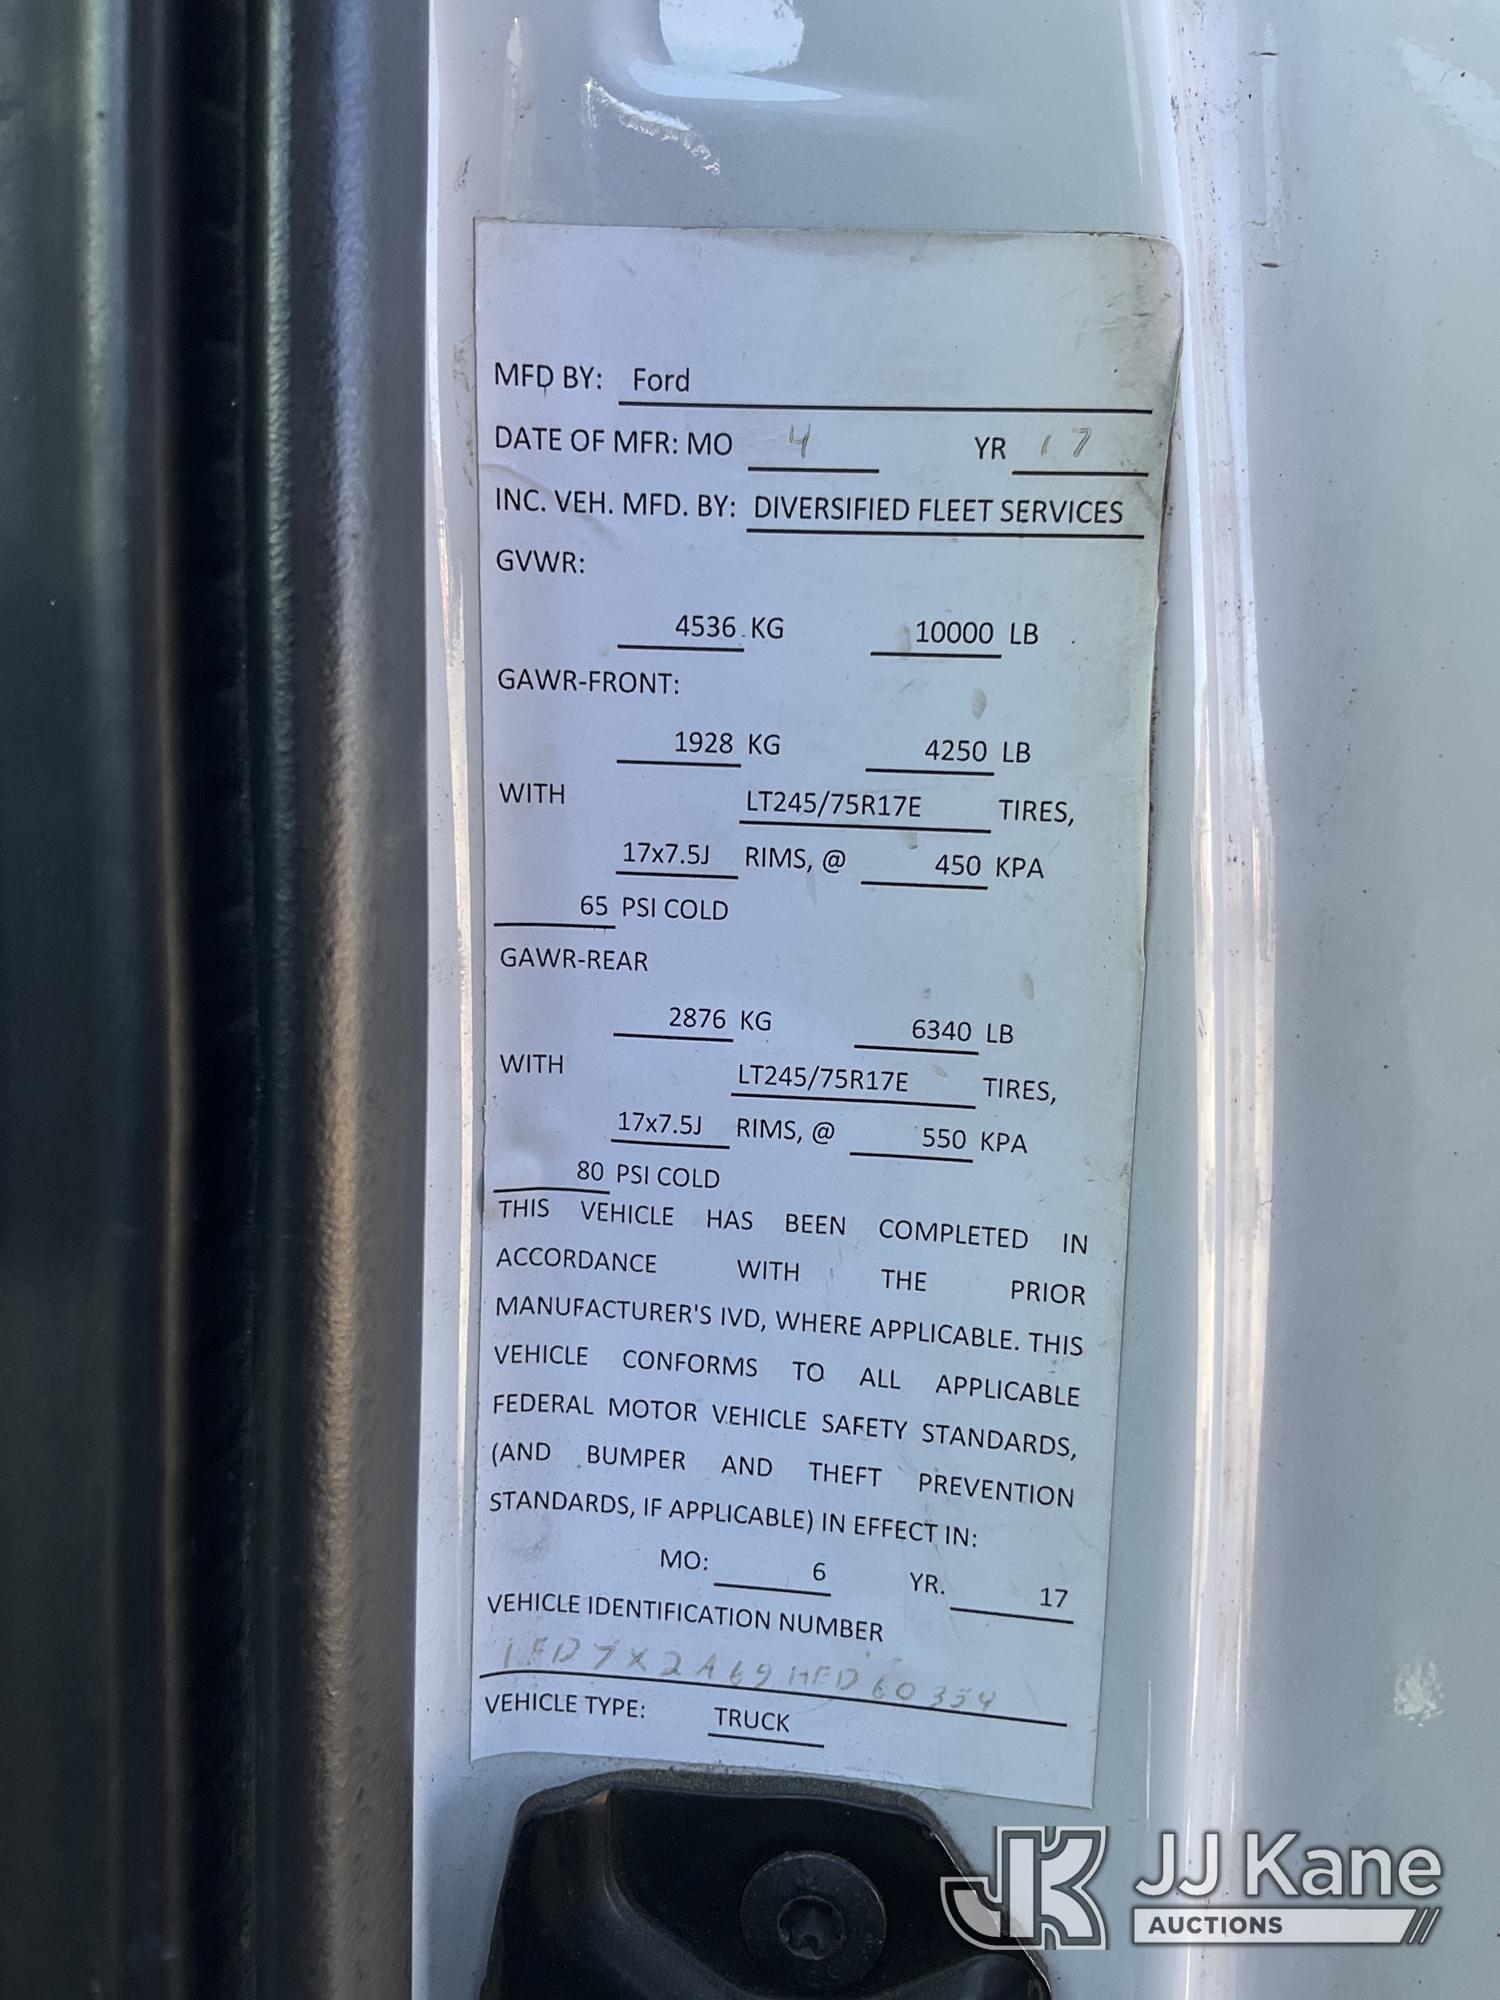 MFD BY: Ford
DATE OF MFR: MO 4 YR 17
INC. VEH. MFD. BY: DIVERSIFIED FLEET SERVICES
GVWR:
4536 KG 10000 LB
GAWR-FRONT:
1928 KG 4250 LB
WITH LT245/75R17E TIRES,
17x7.5J RIMS, @ 450 KPA
65 PSI COLD
GAWR-REAR
2876 KG 6340 LB
WITH LT245/75R17E TIRES,
17x7.5J RIMS, @ 550 KPA
80 PSI COLD
THIS VEHICLE HAS BEEN COMPLETED IN
ACCORDANCE WITH THE PRIOR
MANUFACTURER'S IVD, WHERE APPLICABLE. THIS
VEHICLE CONFORMS TO ALL APPLICABLE
FEDERAL MOTOR VEHICLE SAFETY STANDARDS,
(AND BUMPER AND THEFT PREVENTION
STANDARDS, IF APPLICABLE) IN EFFECT IN:
MO: 6 YR. 17
VEHICLE IDENTIFICATION NUMBER
1FD7X2A69HFD60354
VEHICLE TYPE: TRUCK
JK JJ Kane
AUCTIONS